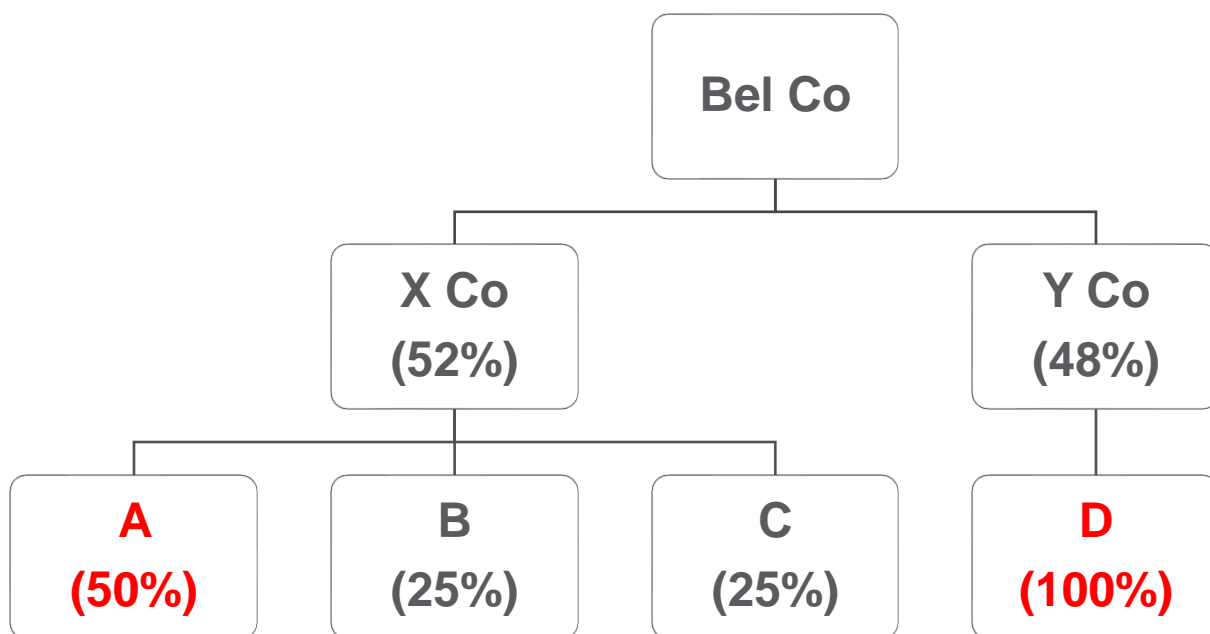 Bel Co
X Co
(52%)
Y Co
(48%)
A
(50%)
B
(25%)
C
(25%)
D
(100%)